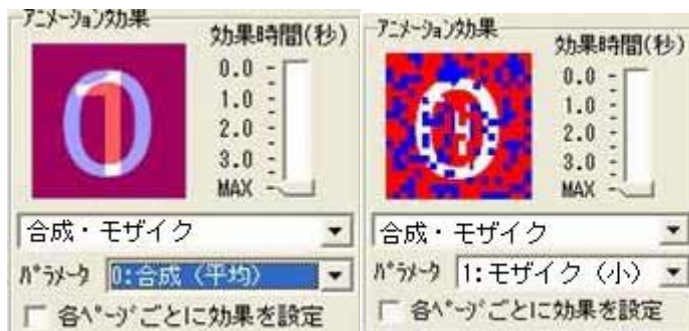 アニメーション効果
効果時間(秒)
0.0
1.0
2.0
3.0
MAX
合成・モザイク
パラメータ 0:合成（平均）
各ページごとに効果を設定
アニメーション効果
効果時間(秒)
0.0
1.0
2.0
3.0
MAX
合成・モザイク
パラメータ 1:モザイク（小）
各ページごとに効果を設定